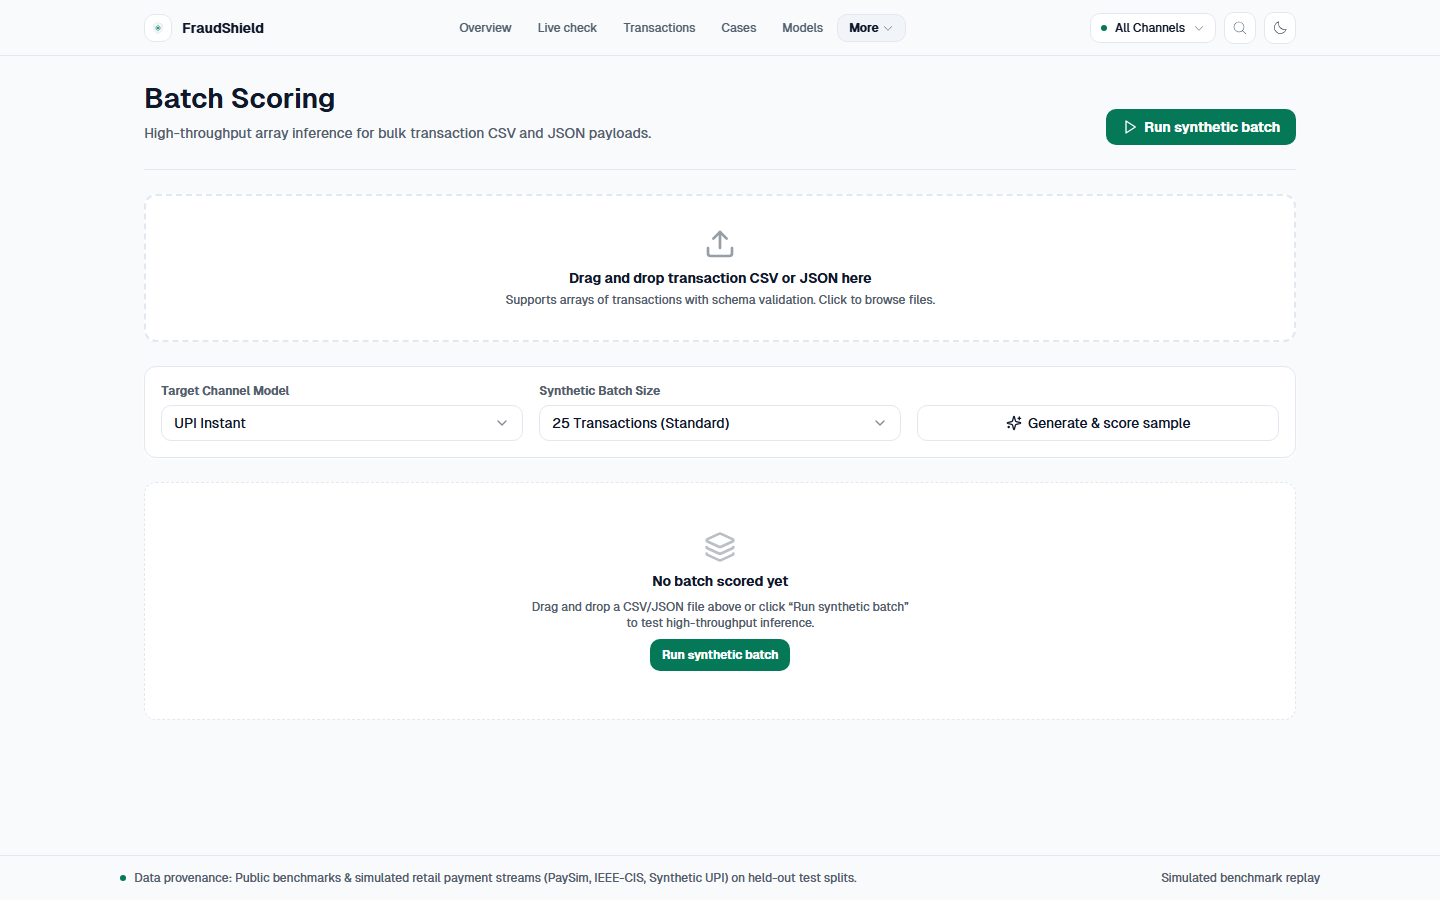 FraudShield
Overview
Live check
Transactions
Cases
Models
More
All Channels
Batch Scoring
High-throughput array inference for bulk transaction CSV and JSON payloads.
Run synthetic batch
Drag and drop transaction CSV or JSON here
Supports arrays of transactions with schema validation. Click to browse files.
Target Channel Model
UPI Instant
Synthetic Batch Size
25 Transactions (Standard)
Generate & score sample
No batch scored yet
Drag and drop a CSV/JSON file above or click “Run synthetic batch”
to test high-throughput inference.
Run synthetic batch
Data provenance: Public benchmarks & simulated retail payment streams (PaySim, IEEE-CIS, Synthetic UPI) on held-out test splits.
Simulated benchmark replay